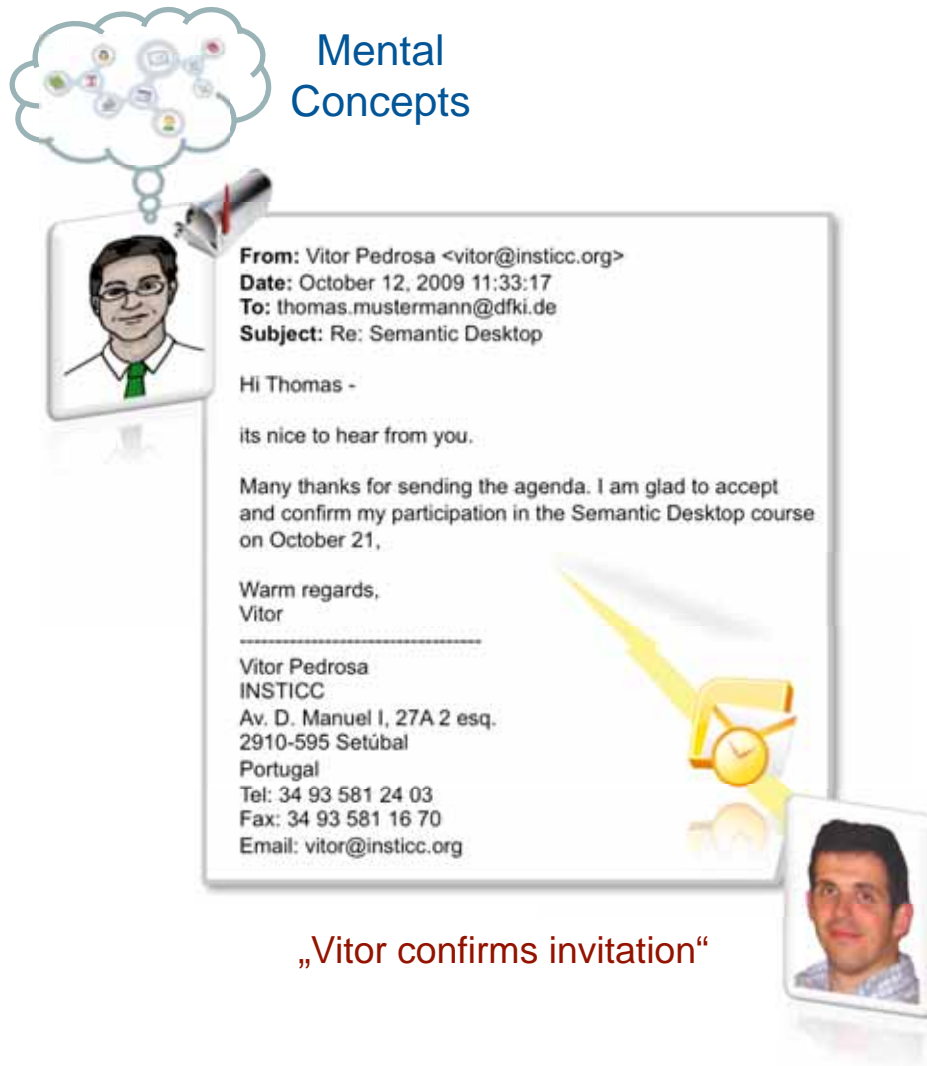 Mental
Concepts
From: Vitor Pedrosa <vitor@insticc.org>
Date: October 12, 2009 11:33:17
To: thomas.mustermann@dfki.de
Subject: Re: Semantic Desktop
Hi Thomas -
its nice to hear from you.
Many thanks for sending the agenda. I am glad to accept
and confirm my participation in the Semantic Desktop course
on October 21,
Warm regards,
Vitor
----------------------------------
Vitor Pedrosa
INSTICC
Av. D. Manuel I, 27A 2 esq.
2910-595 Setúbal
Portugal
Tel: 34 93 581 24 03
Fax: 34 93 581 16 70
Email: vitor@insticc.org
„Vitor confirms invitation“